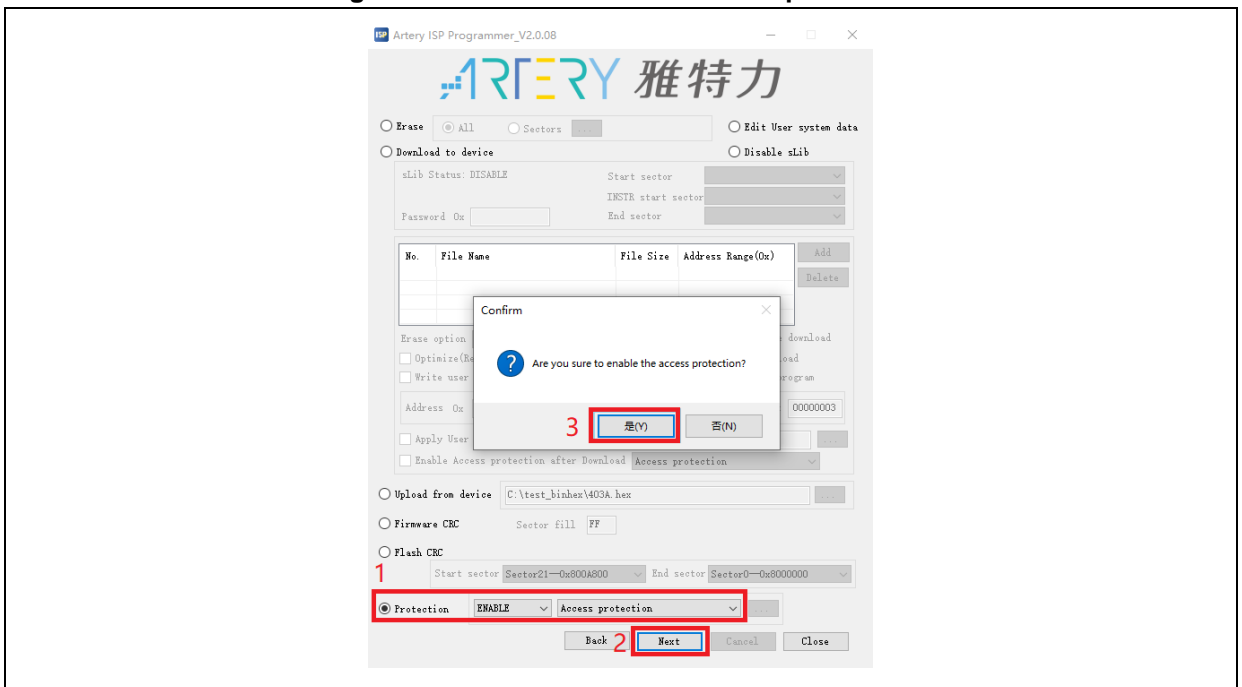 ISP Artery ISP Programmer_V2.0.08
ARTERY 雅特力
Erase All Sectors ... Edit User system data
Download to device Disable sLib
sLib Status: DISABLE Start sector
INSTR start sector
Password 0x End sector
No. File Name File Size Address Range(0x) Add
Delete
Confirm
Erase option download
Are you sure to enable the access protection?
Optimize(Re
Write user rogram
Address 0x 00000003
3 是(Y) 否(N)
Apply User ...
Enable Access protection after Download Access protection
Upload from device C:\test_binhex\403A.hex ...
Firmware CRC Sector fill FF
Flash CRC
1 Start sector Sector21—0x800A800 End sector Sector0—0x8000000
Protection ENABLE Access protection ...
Back 2 Next Cancel Close